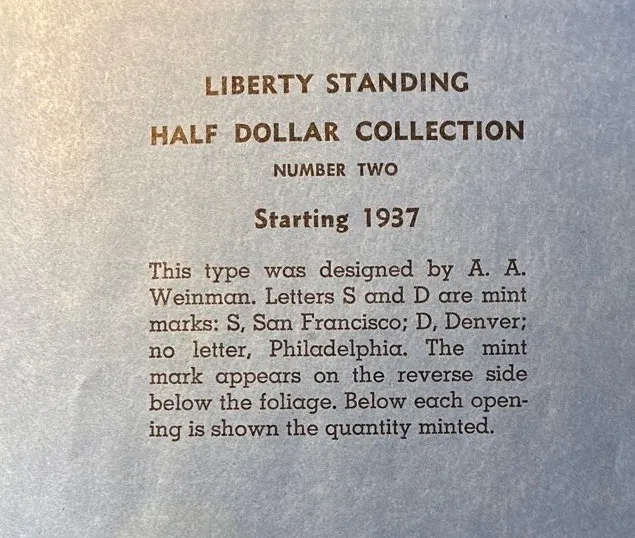 LIBERTY STANDING
HALF DOLLAR COLLECTION
NUMBER TWO
Starting 1937
This type was designed by A. A.
Weinman. Letters S and D are mint
marks: S, San Francisco; D, Denver;
no letter, Philadelphia. The mint
mark appears on the reverse side
below the foliage. Below each open-
ing is shown the quantity minted.